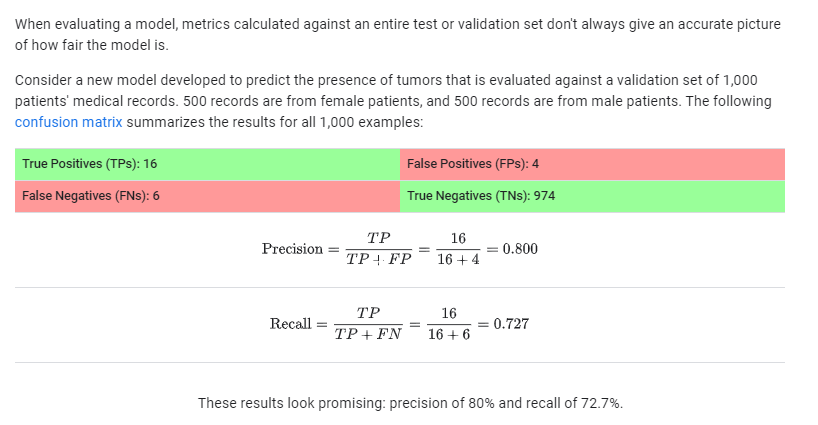 When evaluating a model, metrics calculated against an entire test or validation set don't always give an accurate picture
of how fair the model is.
Consider a new model developed to predict the presence of tumors that is evaluated against a validation set of 1,000
patients' medical records. 500 records are from female patients, and 500 records are from male patients. The following
confusion matrix summarizes the results for all 1,000 examples:
True Positives (TPs): 16
False Positives (FPs): 4
False Negatives (FNs): 6
True Negatives (TNs): 974
Precision = TP / TP + FP = 16 / 16 + 4 = 0.800
Recall = TP / TP + FN = 16 / 16 + 6 = 0.727
These results look promising: precision of 80% and recall of 72.7%.